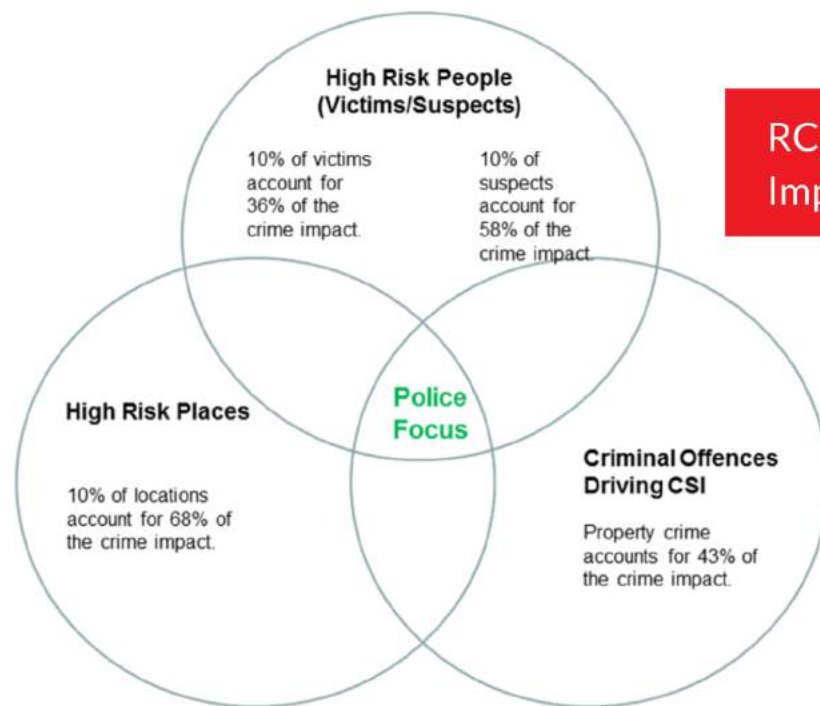 High Risk People
(Victims/Suspects)
10% of victims
account for
36% of the
crime impact.
10% of
suspects
account for
58% of the
crime impact.
RC
Imp
High Risk Places
10% of locations
account for 68% of
the crime impact.
Police
Focus
Criminal Offences
Driving CSI
Property crime
accounts for 43% of
the crime impact.